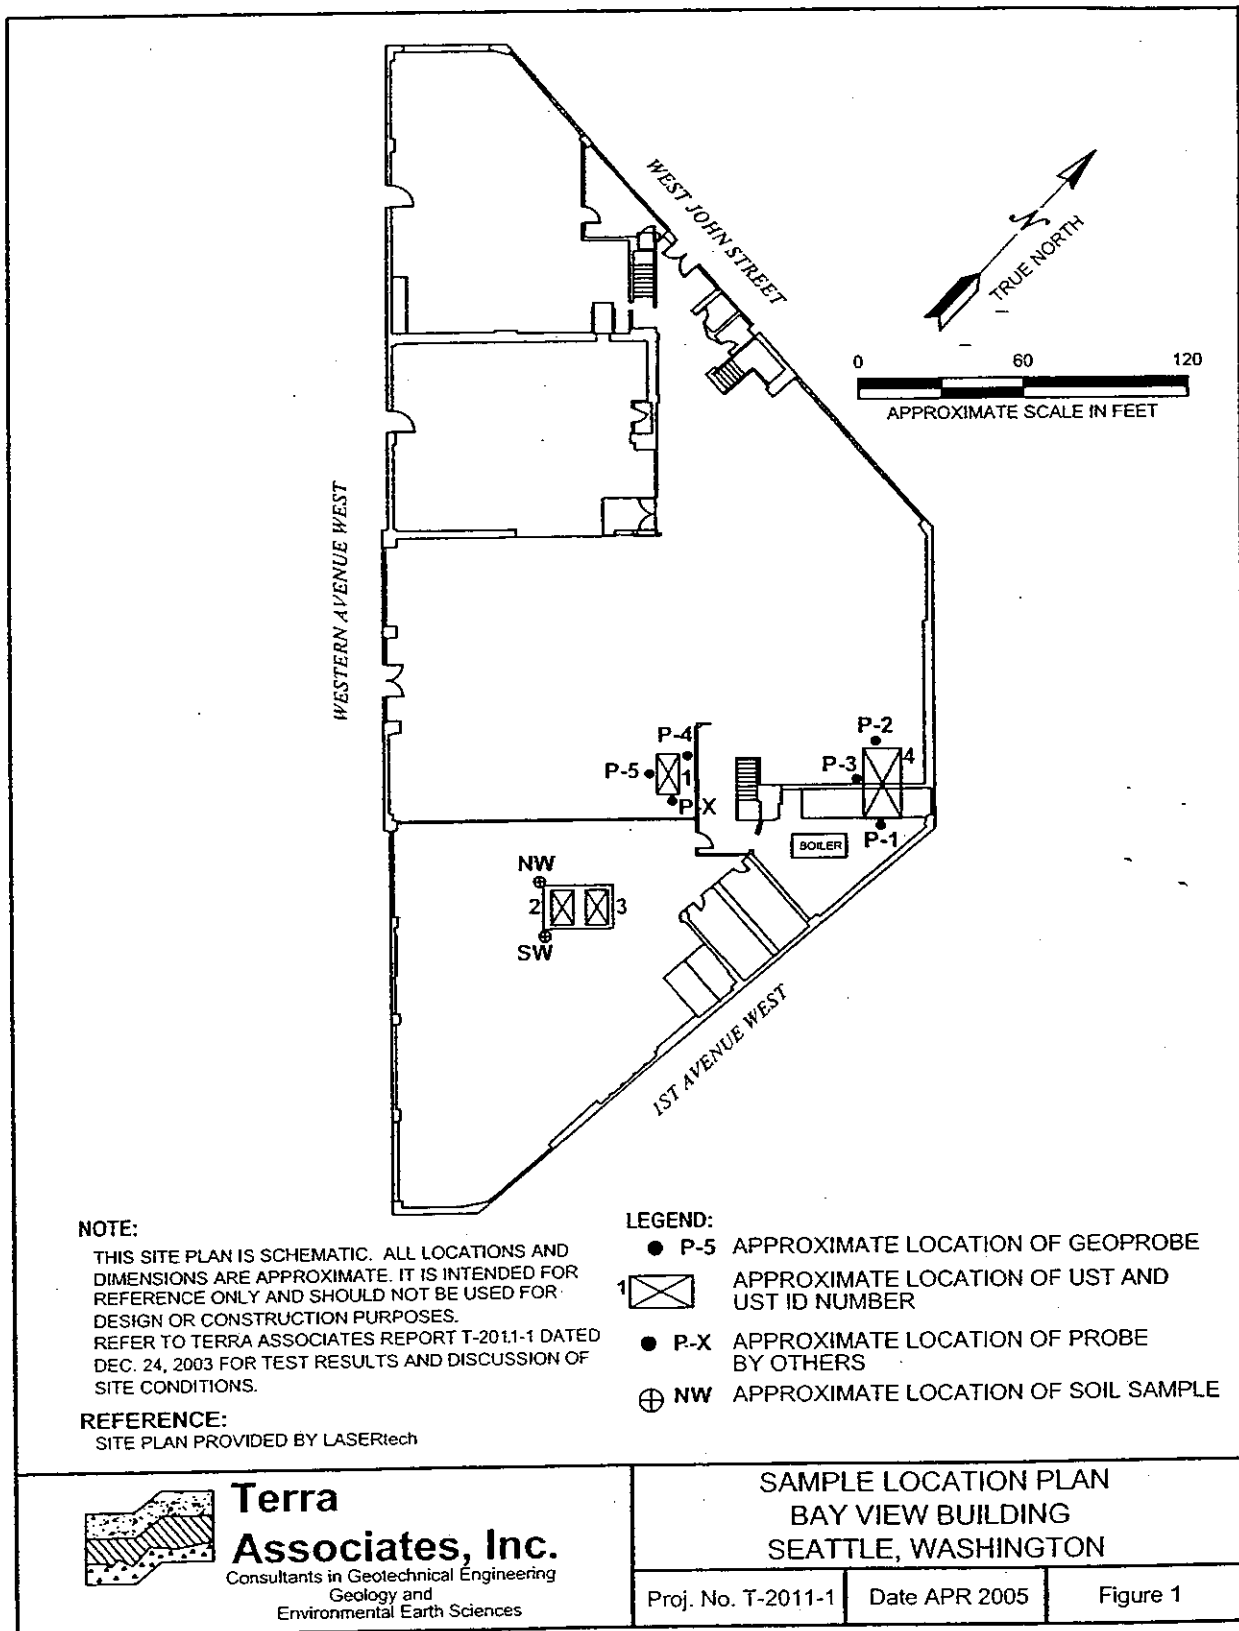 WEST JOHN STREET
N
TRUE NORTH
0 60 120
APPROXIMATE SCALE IN FEET
WESTERN AVENUE WEST
P-2
P-4
4
P-3
P-5
1
P-X
P-1
BOILER
NW
2
3
SW
1ST AVENUE WEST
NOTE:
THIS SITE PLAN IS SCHEMATIC. ALL LOCATIONS AND
DIMENSIONS ARE APPROXIMATE. IT IS INTENDED FOR
REFERENCE ONLY AND SHOULD NOT BE USED FOR
DESIGN OR CONSTRUCTION PURPOSES.
REFER TO TERRA ASSOCIATES REPORT T-2011-1 DATED
DEC. 24, 2003 FOR TEST RESULTS AND DISCUSSION OF
SITE CONDITIONS.
REFERENCE:
SITE PLAN PROVIDED BY LASERtech
LEGEND:
P-5 APPROXIMATE LOCATION OF GEOPROBE
1 APPROXIMATE LOCATION OF UST AND
UST ID NUMBER
P-X APPROXIMATE LOCATION OF PROBE
BY OTHERS
NW APPROXIMATE LOCATION OF SOIL SAMPLE
Terra
Associates, Inc.
Consultants in Geotechnical Engineering
Geology and
Environmental Earth Sciences
SAMPLE LOCATION PLAN
BAY VIEW BUILDING
SEATTLE, WASHINGTON
Proj. No. T-2011-1
Date APR 2005
Figure 1